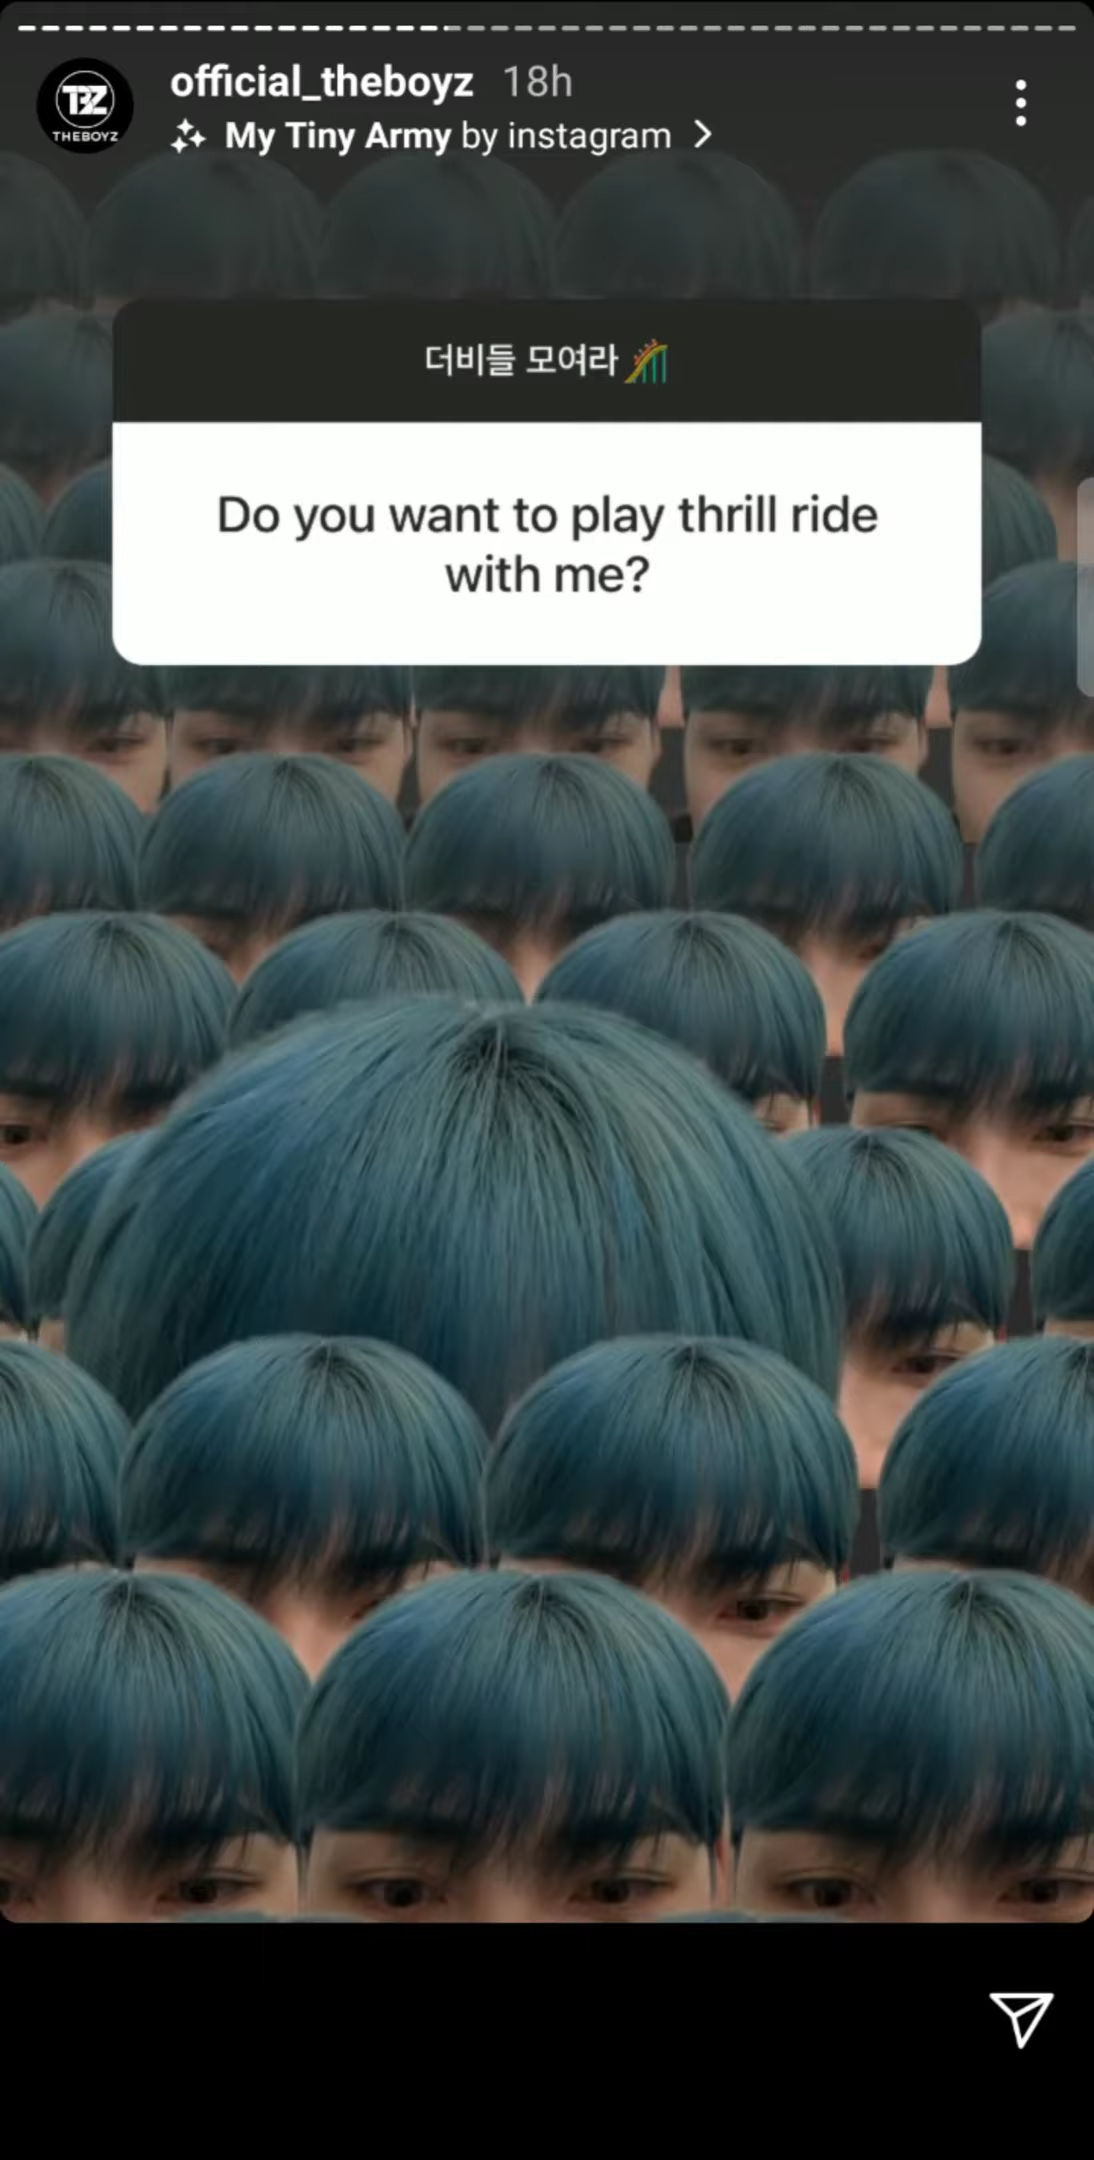 official_theboyz 18h
My Tiny Army by instagram
TBZ
THEBOYZ
더비들 모여라 🎢
Do you want to play thrill ride
with me?